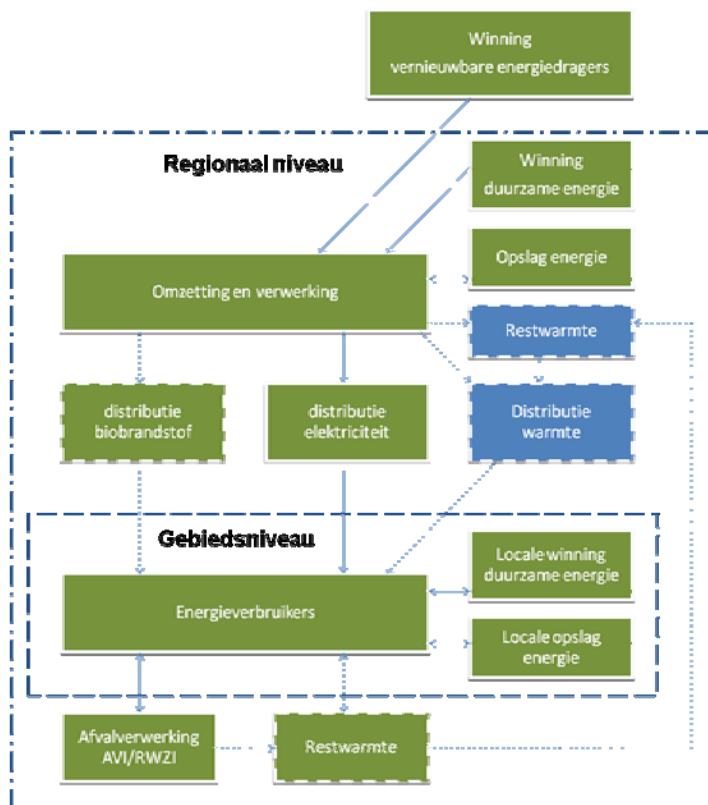 Winning
vernieuwbare energiedragers
Regionaal niveau
Winning
duurzame energie
Opslag energie
Omzetting en verwerking
Restwarmte
distributie
biobrandstof
distributie
elektriciteit
Distributie
warmte
Gebiedsniveau
Locale winning
duurzame energie
Energieverbruikers
Locale opslag
energie
Afvalverwerking
AVI/RWZI
Restwarmte